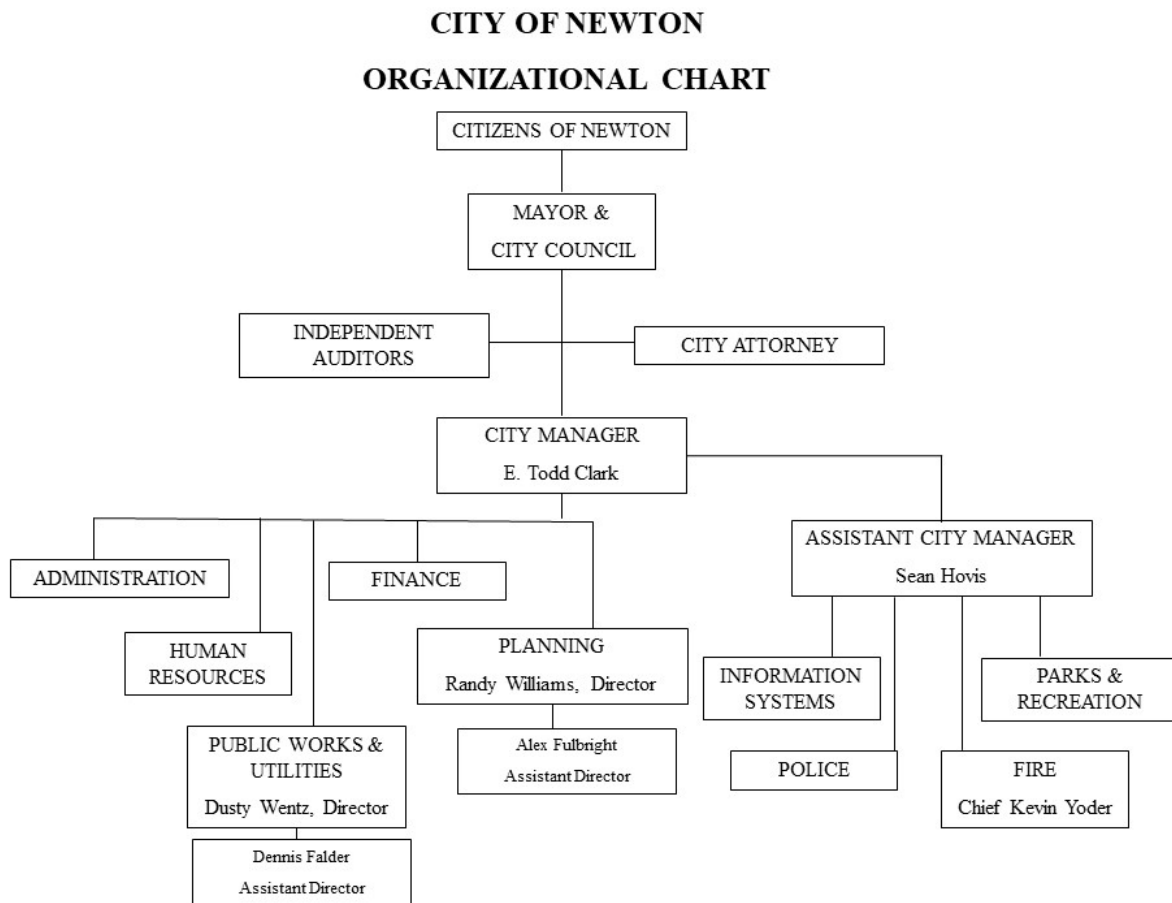 CITY OF NEWTON
ORGANIZATIONAL CHART
CITIZENS OF NEWTON
MAYOR &
CITY COUNCIL
INDEPENDENT
AUDITORS
CITY ATTORNEY
CITY MANAGER
E. Todd Clark
ASSISTANT CITY MANAGER
Sean Hovis
ADMINISTRATION
FINANCE
HUMAN
RESOURCES
PLANNING
Randy Williams, Director
INFORMATION
SYSTEMS
PARKS &
RECREATION
PUBLIC WORKS &
UTILITIES
Dusty Wentz, Director
Alex Fulbright
Assistant Director
POLICE
FIRE
Chief Kevin Yoder
Dennis Falder
Assistant Director